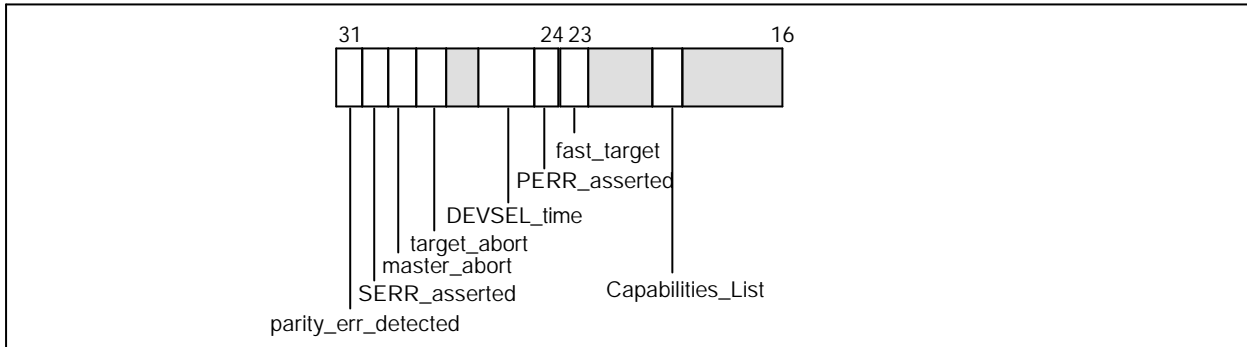 31 24 23 16
fast_target
PERR_asserted
DEVSEL_time
target_abort
master_abort
SERR_asserted
Capabilities_List
parity_err_detected